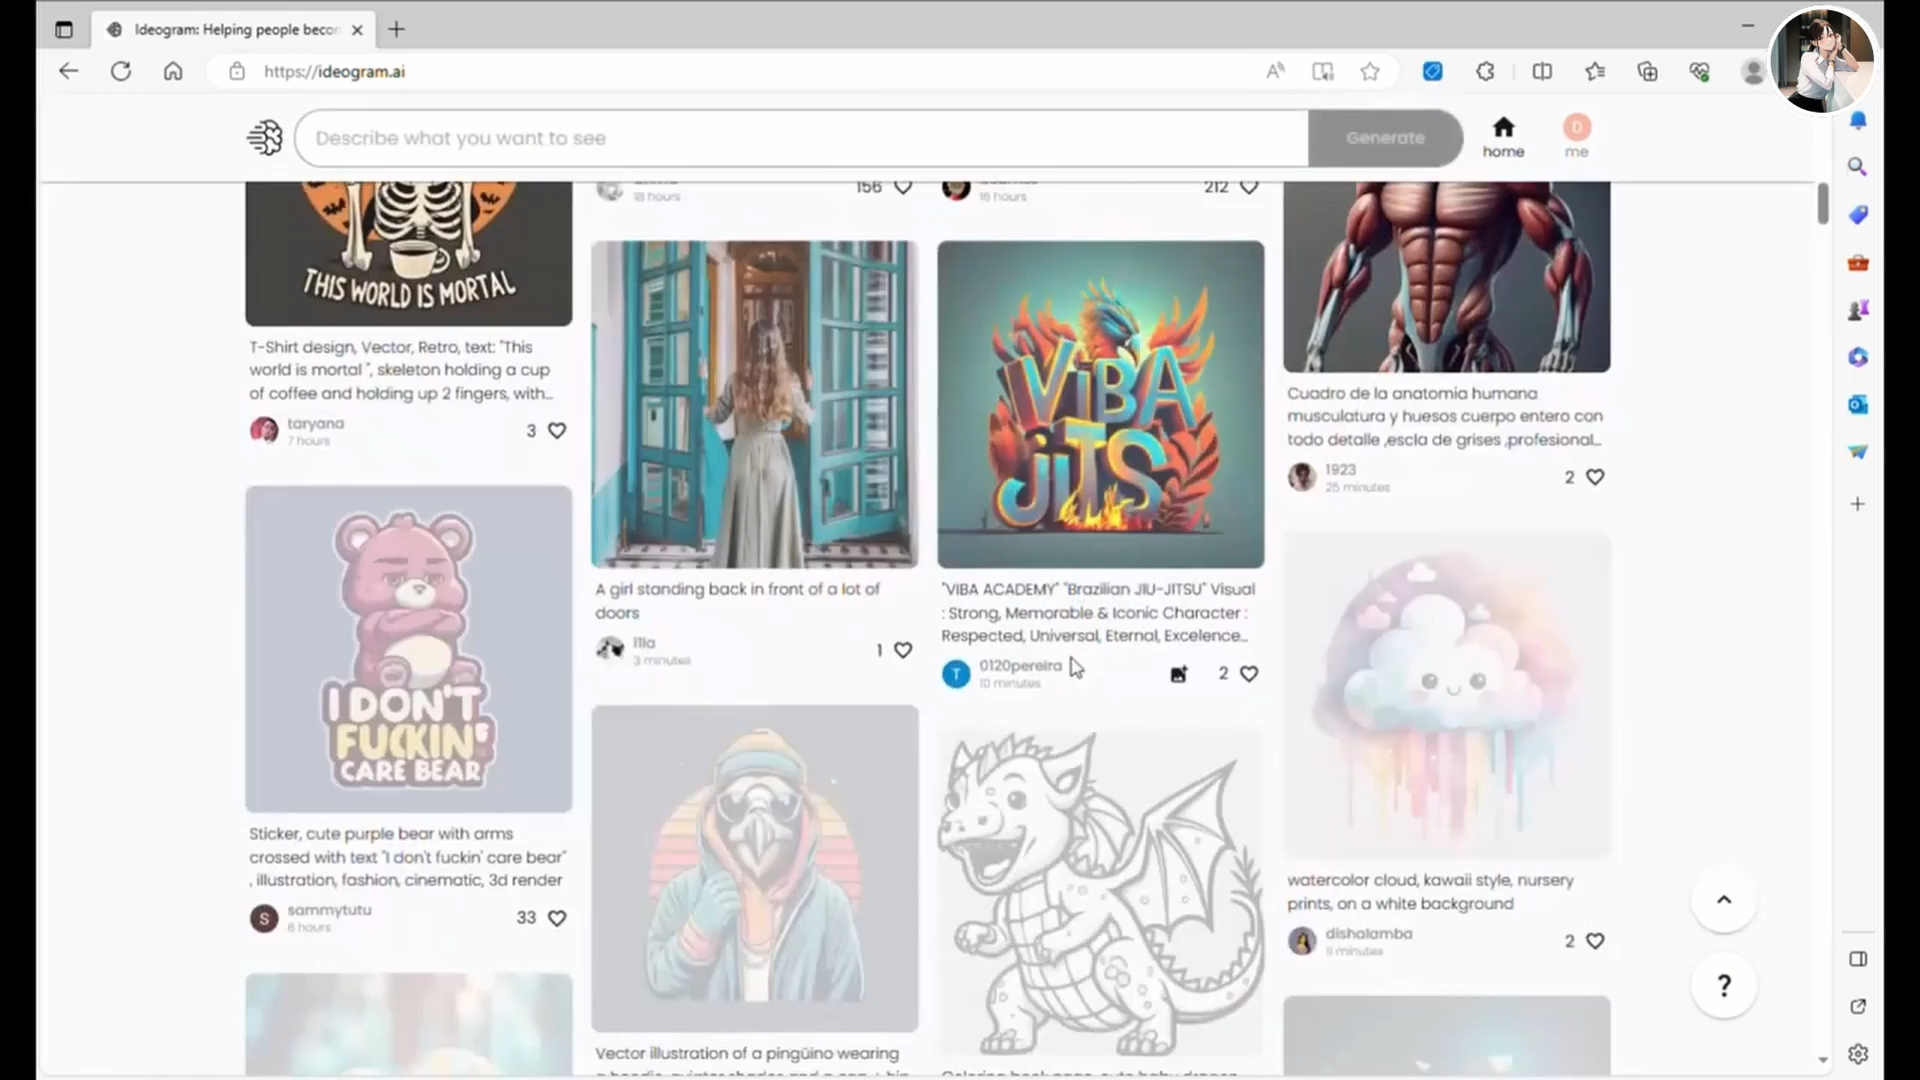 Ideogram: Helping people becon
https://ideogram.ai
Describe what you want to see
Generate
home
D
me
THIS WORLD IS MORTAL
T-Shirt design, Vector, Retro, text: "This
world is mortal ", skeleton holding a cup
of coffee and holding up 2 fingers, with...
taryana
7 hours
3
I DON'T
FUCKIN'
CARE BEAR
Sticker, cute purple bear with arms
crossed with text "I don't fuckin' care bear"
, illustration, fashion, cinematic, 3d render
S
sammytutu
6 hours
33
18 hours
156
A girl standing back in front of a lot of
doors
3 minutes
1
Vector illustration of a pingüino wearing
16 hours
212
VIBA
JITS
"VIBA ACADEMY" "Brazilian JIU-JITSU" Visual
: Strong, Memorable & Iconic Character :
Respected, Universal, Eternal, Excelence...
T
0120pereira
10 minutes
2
Cuadro de la anatomia humana
musculatura y huesos cuerpo entero con
todo detalle ,escla de grises ,profesional...
1923
25 minutes
2
watercolor cloud, kawaii style, nursery
prints, on a white background
dishalamba
11 minutes
2
?